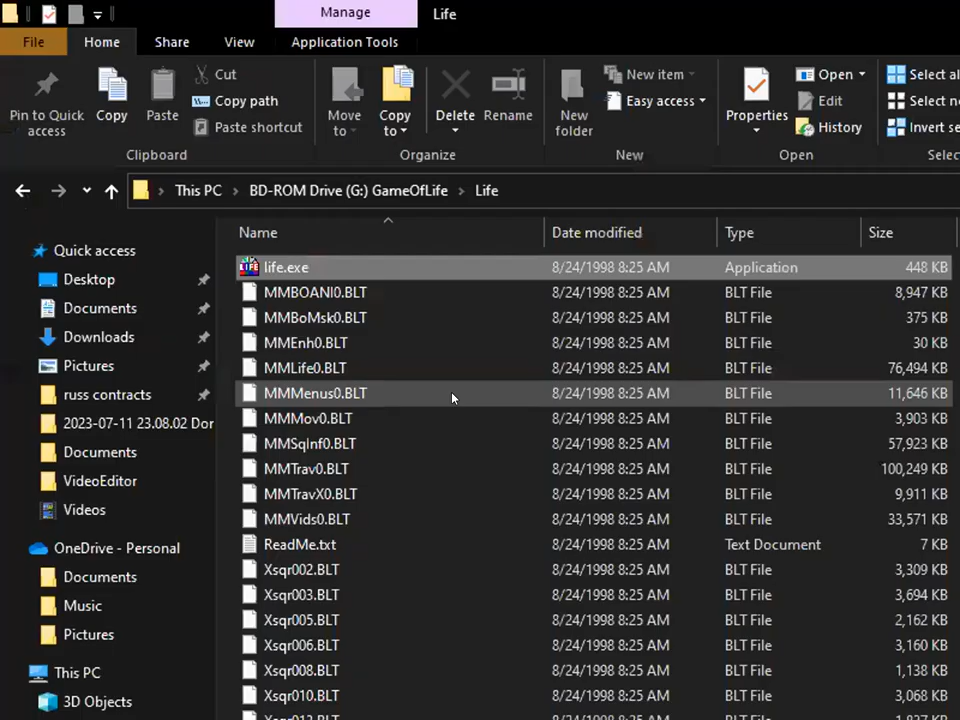 Manage
Life
File
Home
Share
View
Application Tools
Pin to Quick
access
Copy
Paste
Cut
Copy path
Paste shortcut
Clipboard
Move
to
Copy
to
Delete
Rename
Organize
New
folder
New item
Easy access
New
Properties
Open
Edit
History
Open
Select al
Select n
Invert se
Selec
This PC
BD-ROM Drive (G:) GameOfLife
Life
Quick access
Desktop
Documents
Downloads
Pictures
russ contracts
2023-07-11 23.08.02 Dor
Documents
VideoEditor
Videos
OneDrive - Personal
Documents
Music
Pictures
This PC
3D Objects
Name Date modified Type Size
LIFE
life.exe 8/24/1998 8:25 AM Application 448 KB
MMBOANI0.BLT 8/24/1998 8:25 AM BLT File 8,947 KB
MMBoMsk0.BLT 8/24/1998 8:25 AM BLT File 375 KB
MMEnh0.BLT 8/24/1998 8:25 AM BLT File 30 KB
MMLife0.BLT 8/24/1998 8:25 AM BLT File 76,494 KB
MMMenus0.BLT 8/24/1998 8:25 AM BLT File 11,646 KB
MMMov0.BLT 8/24/1998 8:25 AM BLT File 3,903 KB
MMSqInf0.BLT 8/24/1998 8:25 AM BLT File 57,923 KB
MMTrav0.BLT 8/24/1998 8:25 AM BLT File 100,249 KB
MMTravX0.BLT 8/24/1998 8:25 AM BLT File 9,911 KB
MMVids0.BLT 8/24/1998 8:25 AM BLT File 33,571 KB
ReadMe.txt 8/24/1998 8:25 AM Text Document 7 KB
Xsqr002.BLT 8/24/1998 8:25 AM BLT File 3,309 KB
Xsqr003.BLT 8/24/1998 8:25 AM BLT File 3,694 KB
Xsqr005.BLT 8/24/1998 8:25 AM BLT File 2,162 KB
Xsqr006.BLT 8/24/1998 8:25 AM BLT File 3,160 KB
Xsqr008.BLT 8/24/1998 8:25 AM BLT File 1,138 KB
Xsqr010.BLT 8/24/1998 8:25 AM BLT File 3,068 KB